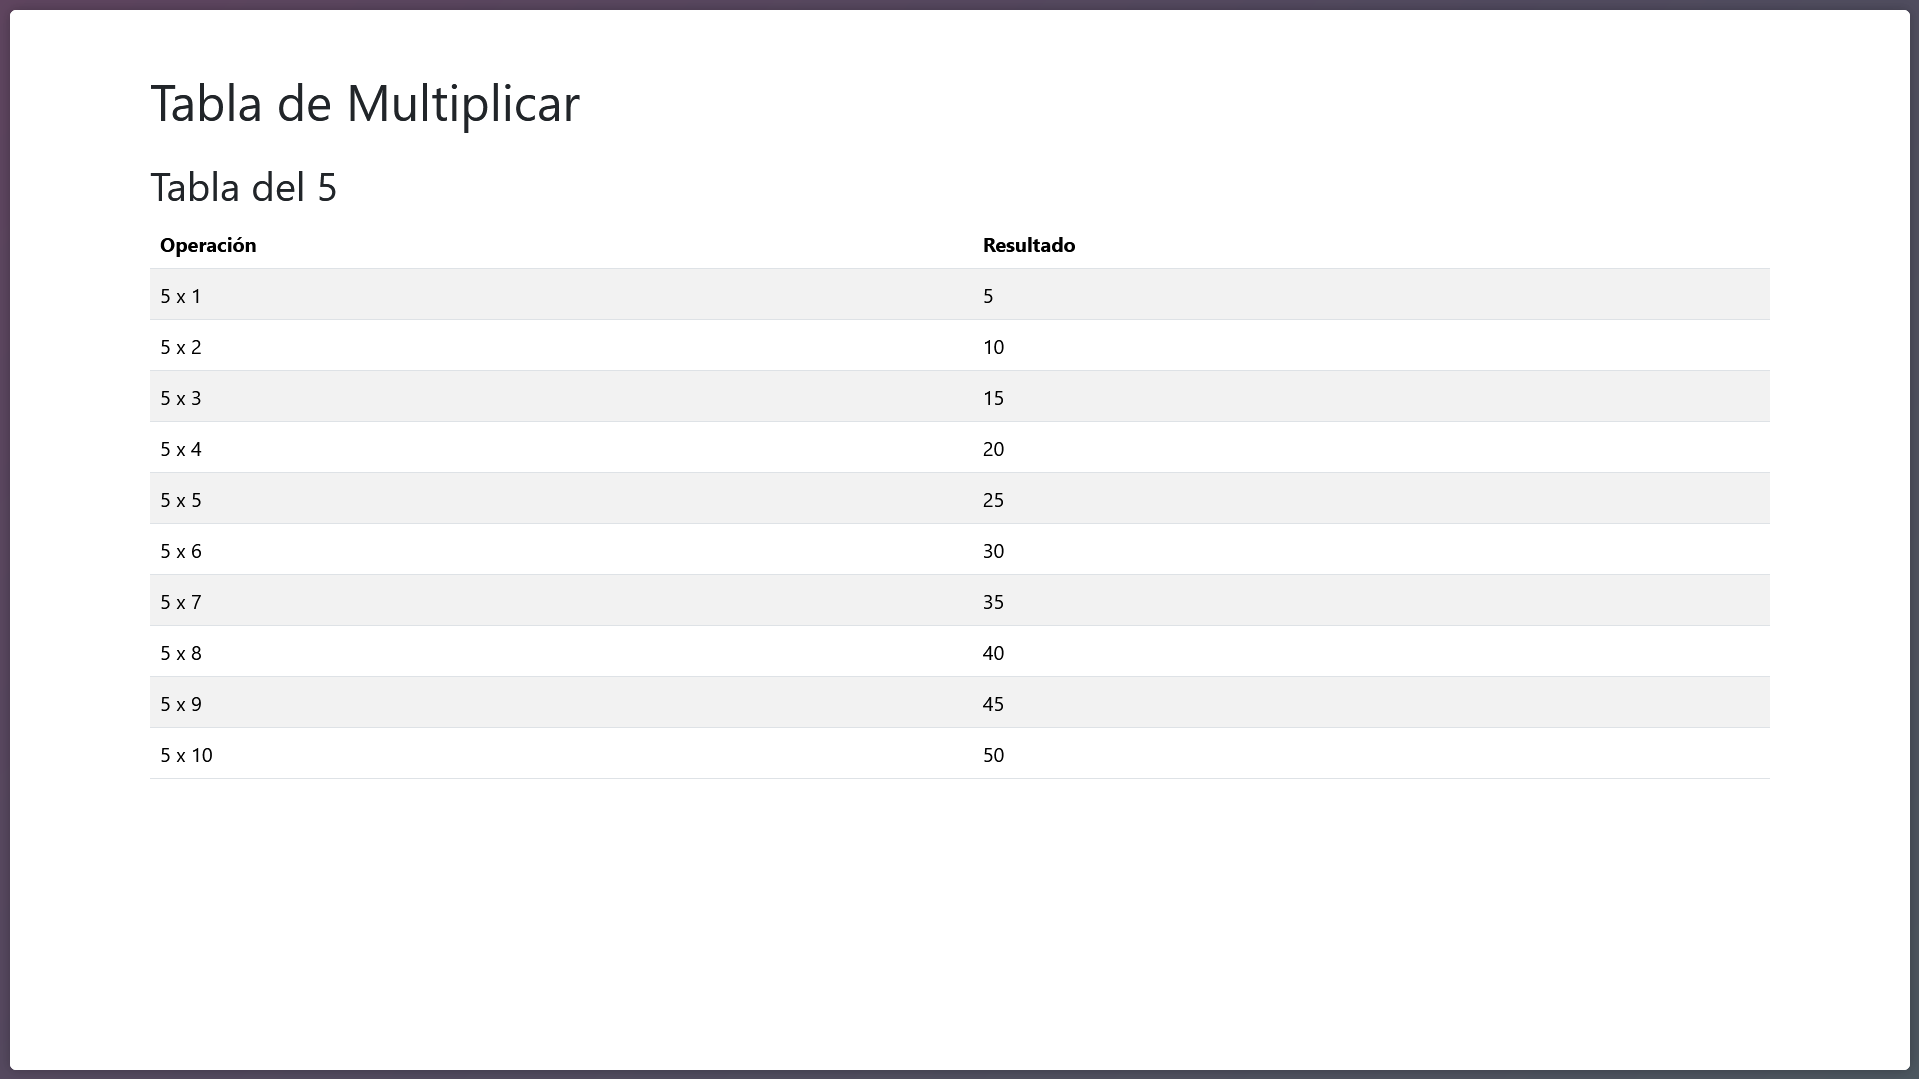 Tabla de Multiplicar
Tabla del 5
Operación Resultado
5 x 1 5
5 x 2 10
5 x 3 15
5 x 4 20
5 x 5 25
5 x 6 30
5 x 7 35
5 x 8 40
5 x 9 45
5 x 10 50